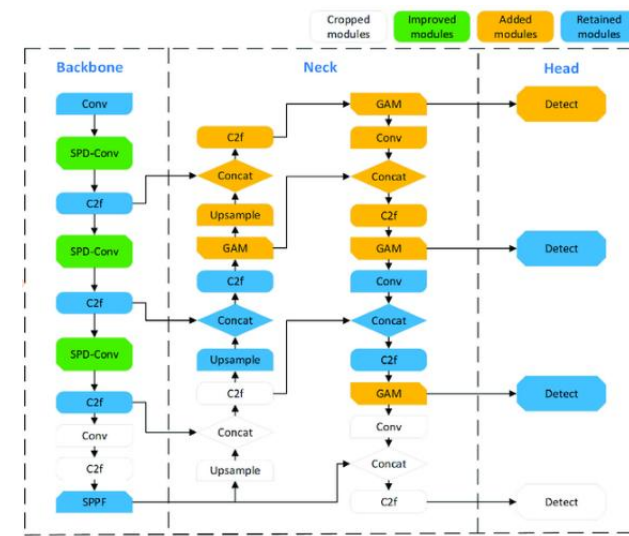 Cropped modules
Improved modules
Added modules
Retained modules
Backbone
Neck
Head
Conv
SPD-Conv
C2f
SPD-Conv
C2f
SPD-Conv
C2f
Conv
C2f
SPPF
C2f
Concat
Upsample
GAM
C2f
Concat
Upsample
C2f
Concat
Upsample
GAM
Conv
Concat
C2f
GAM
Conv
Concat
C2f
GAM
Conv
Concat
C2f
Detect
Detect
Detect
Detect